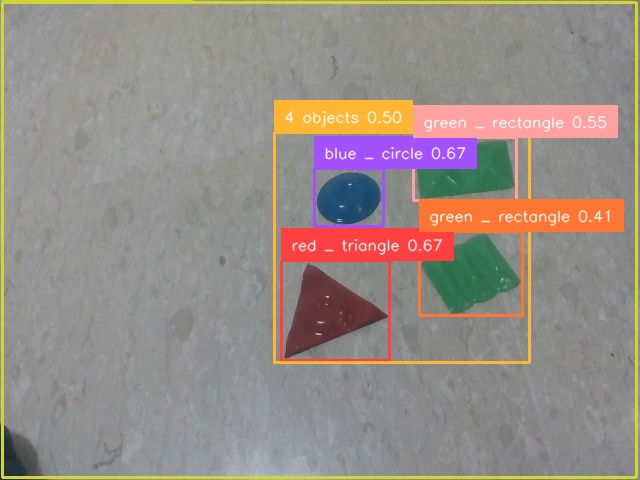 4 objects 0.50
green _ rectangle 0.55
blue _ circle 0.67
green _ rectangle 0.41
red _ triangle 0.67